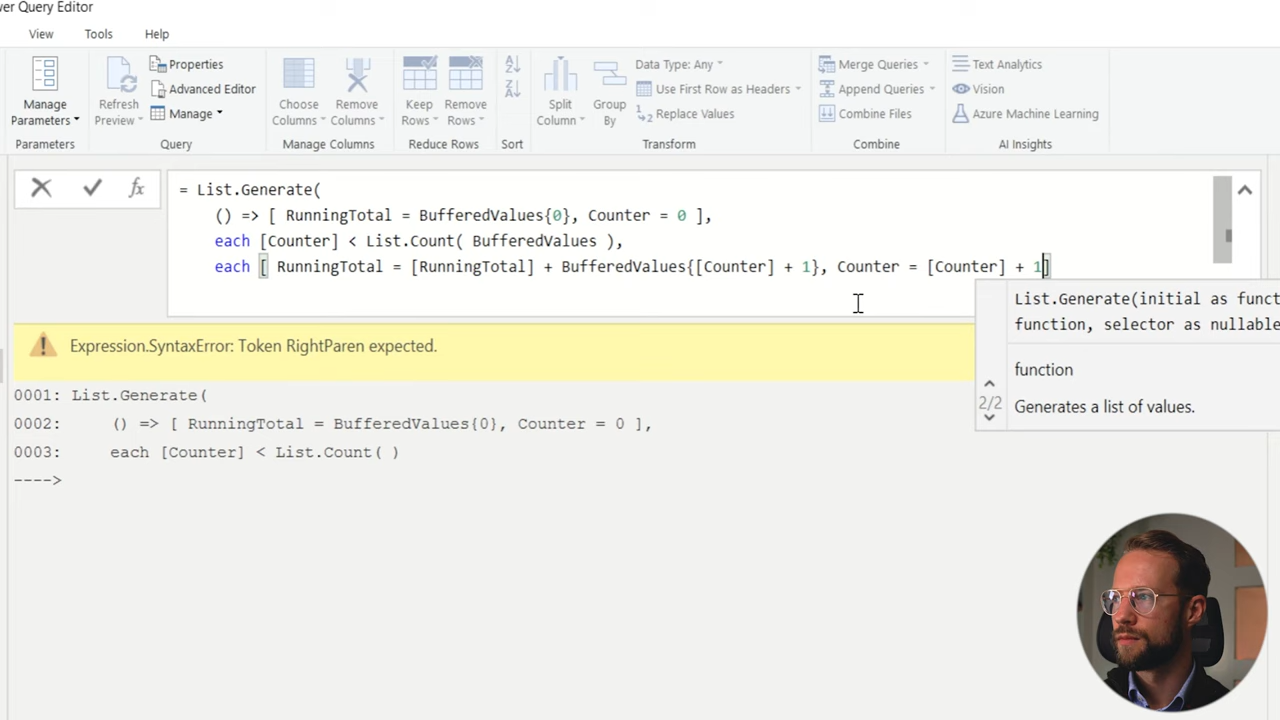 wer Query Editor
View Tools Help
Manage Parameters
Parameters
Refresh Preview
Properties
Advanced Editor
Manage
Query
Choose Columns
Remove Columns
Manage Columns
Keep Rows
Remove Rows
Reduce Rows
Sort
Split Column
Group By
Data Type: Any
Use First Row as Headers
Replace Values
Transform
Merge Queries
Append Queries
Combine Files
Combine
Text Analytics
Vision
Azure Machine Learning
AI Insights
fx
= List.Generate(
() => [ RunningTotal = BufferedValues{0}, Counter = 0 ],
each [Counter] < List.Count( BufferedValues ),
each [ RunningTotal = [RunningTotal] + BufferedValues{[Counter] + 1}, Counter = [Counter] + 1]
List.Generate(initial as funct
function, selector as nullable
function
2/2
Generates a list of values.
Expression.SyntaxError: Token RightParen expected.
0001: List.Generate(
0002: () => [ RunningTotal = BufferedValues{0}, Counter = 0 ],
0003: each [Counter] < List.Count( )
---->